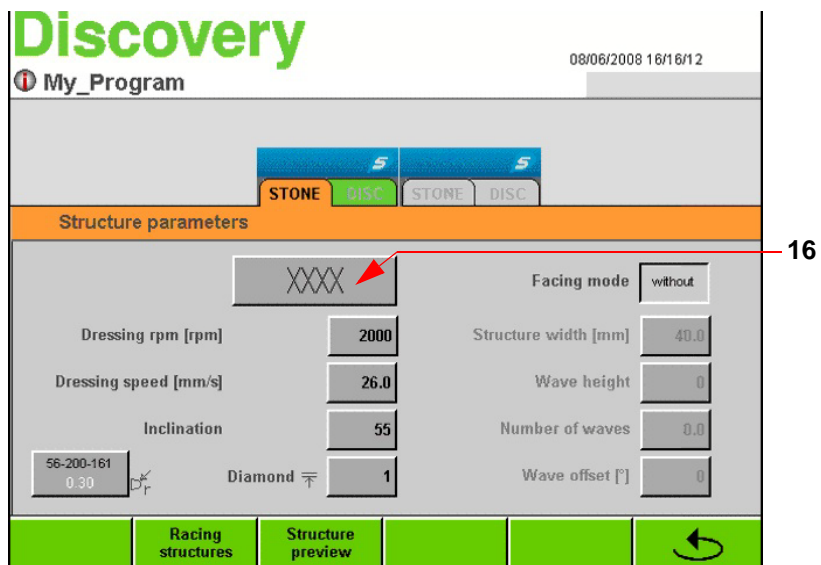 Discovery
08/06/2008 16/16/12
My_Program
STONE DISC STONE DISC
Structure parameters
16
XXXX
Facing mode without
Dressing rpm [rpm] 2000
Structure width [mm] 40.0
Dressing speed [mm/s] 26.0
Wave height 0
Inclination 55
Number of waves 0.0
56-200-161
0.30
Diamond 1
Wave offset [°] 0
Racing
structures
Structure
preview